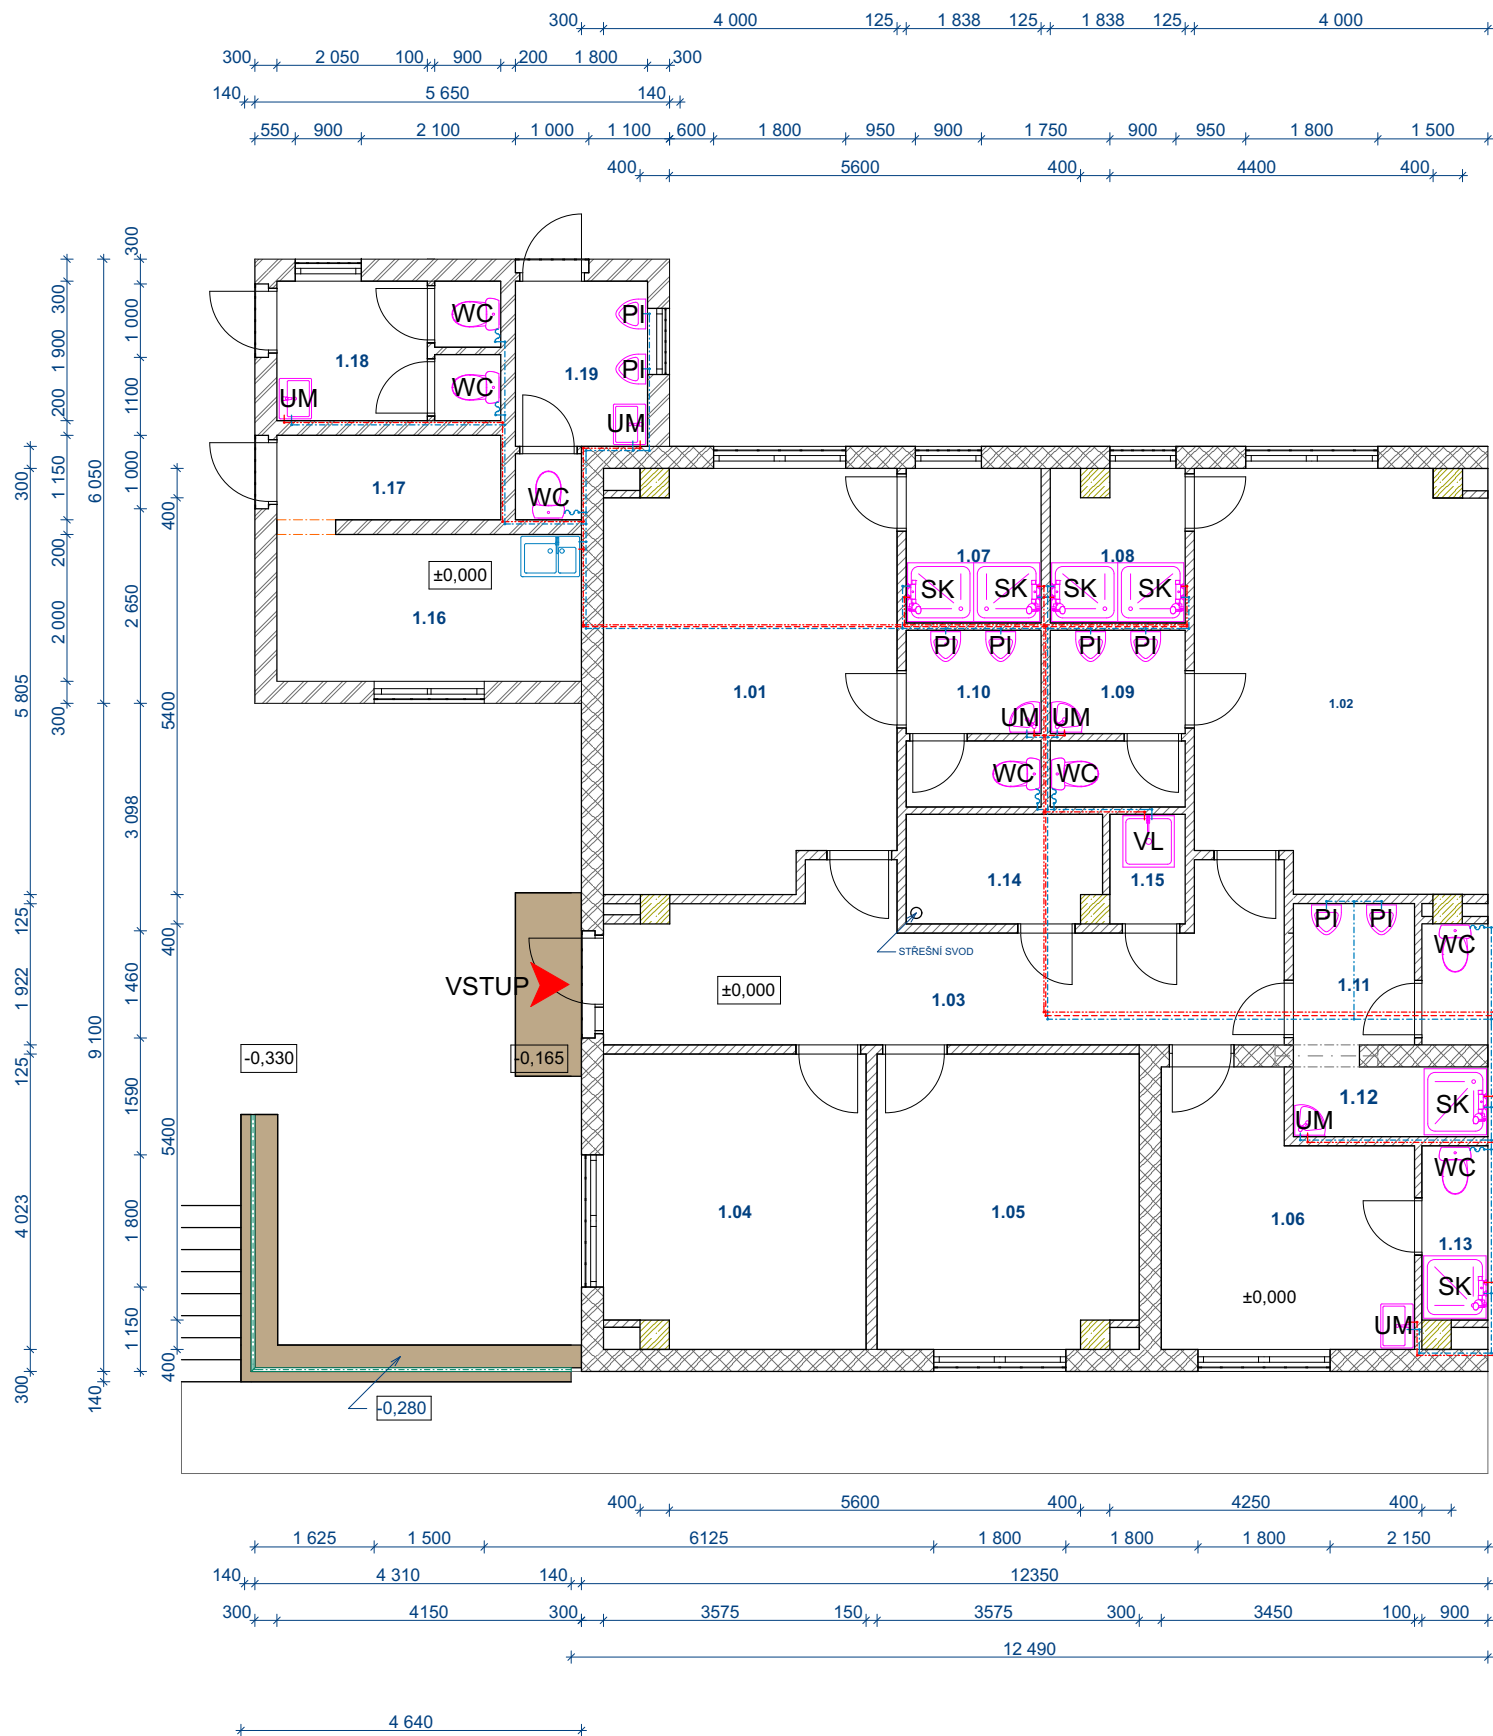 300 4 000 125 1 838 125 1 838 125 4 000
300 2 050 100 900 200 1 800 300
140 5 650 140
550 900 2 100 1 000 1 100 600 1 800 950 900 1 750 900 950 1 800 1 500
400 5600 400 4400 400
300 1 900 200 1 150 200 2 000 300
6 050 9 100 140
300 1 000 1100 1 000 2 650 3 098 1 460 1590 1 800 1 150
300 5 805 125 1 922 125 4 023 300
400 5400 400 5400 400
WC PI
1.18 1.19 PI
UM WC UM
1.17 WC
±0,000
1.16
1.07 1.08
SK SK SK SK
PI PI PI PI
1.01 1.10 1.09 1.02
UM UM
WC WC
VL
1.14 1.15
PI PI
WC
STŘEŠNÍ SVOD
VSTUP ±0,000 1.03 1.11
-0,330 -0,165
1.12 SK
UM
WC
1.04 1.05 1.06
1.13
SK
±0,000
UM
-0,280
400 5600 400 4250 400
1 625 1 500 6125 1 800 1 800 1 800 2 150
140 4 310 140 12350
300 4150 300 3575 150 3575 300 3450 100 900
12 490
4 640